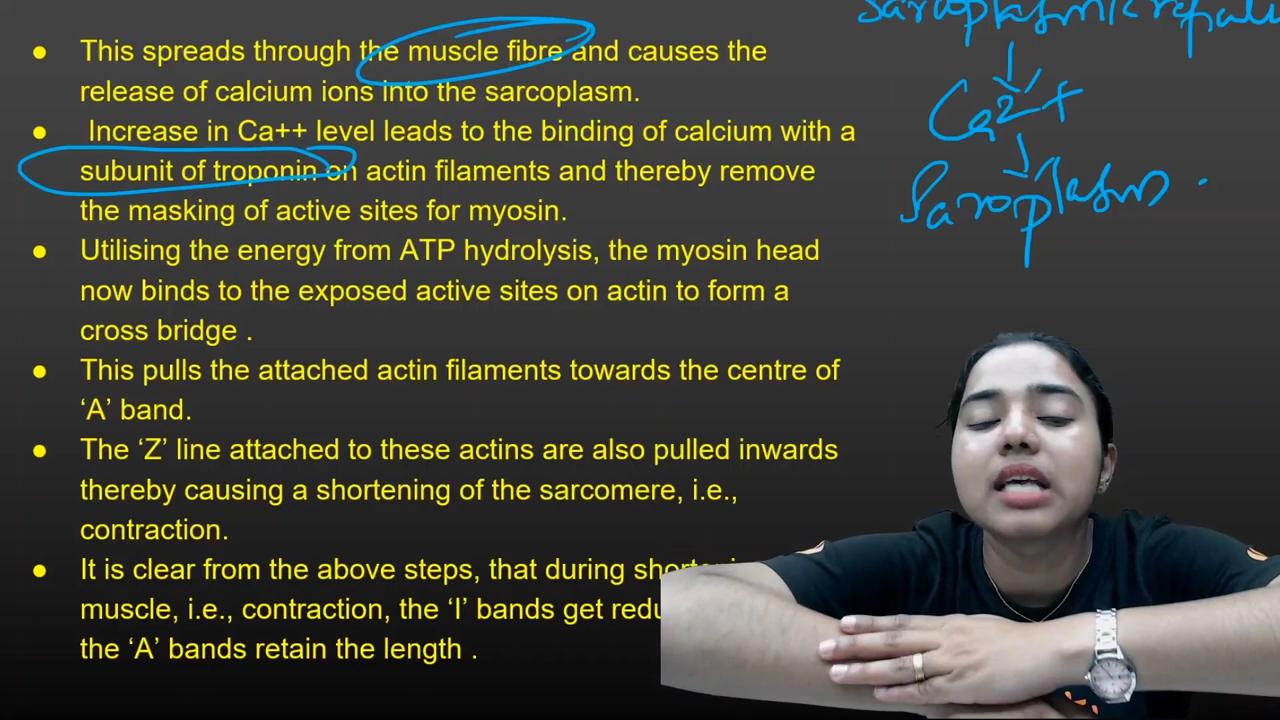 ● This spreads through the muscle fibre and causes the
release of calcium ions into the sarcoplasm.
● Increase in Ca++ level leads to the binding of calcium with a
subunit of troponin on actin filaments and thereby remove
the masking of active sites for myosin.
● Utilising the energy from ATP hydrolysis, the myosin head
now binds to the exposed active sites on actin to form a
cross bridge .
● This pulls the attached actin filaments towards the centre of
‘A’ band.
● The ‘Z’ line attached to these actins are also pulled inwards
thereby causing a shortening of the sarcomere, i.e.,
contraction.
● It is clear from the above steps, that during
muscle, i.e., contraction, the ‘I’ bands get
the ‘A’ bands retain the length .
Ca2+